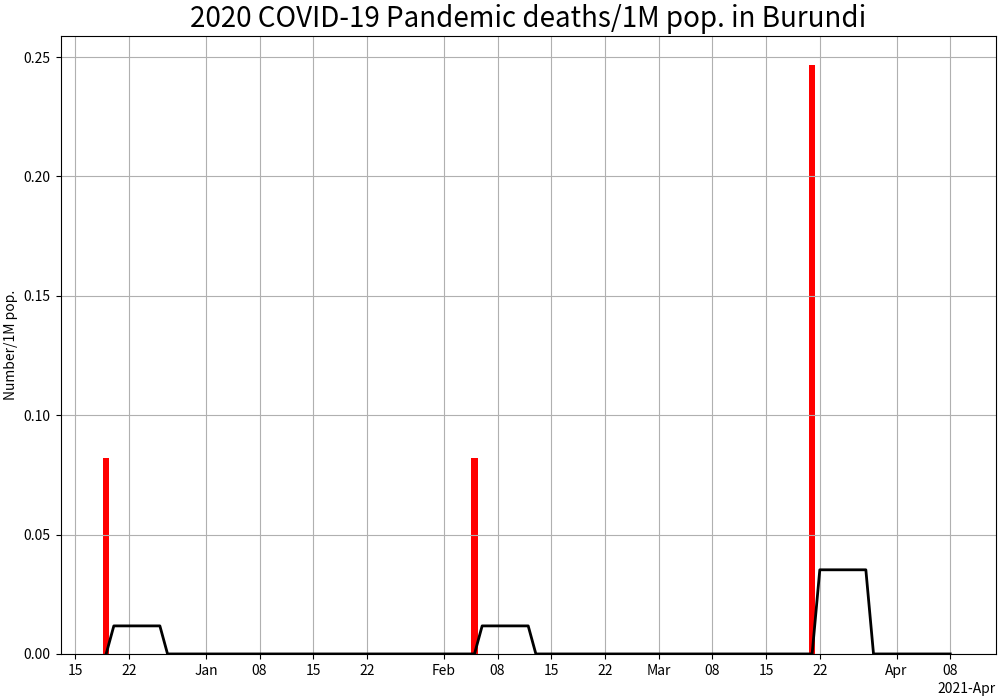 2020 COVID-19 Pandemic deaths/1M pop. in Burundi
Number/1M pop.
0.25
0.20
0.15
0.10
0.05
0.00
15 22 Jan 08 15 22 Feb 08 15 22 Mar 08 15 22 Apr 08
2021-Apr